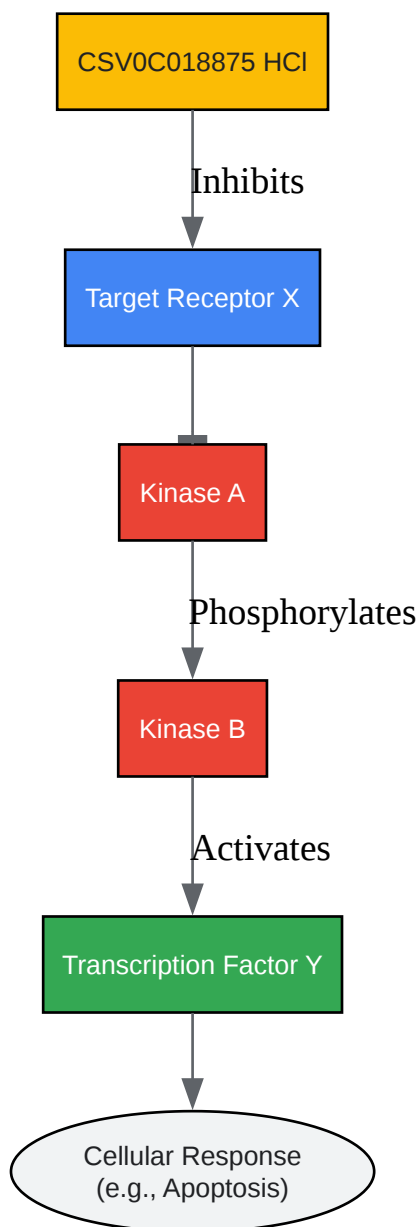 CSV0C018875 HCl
Inhibits
Target Receptor X
Kinase A
Phosphorylates
Kinase B
Activates
Transcription Factor Y
Cellular Response
(e.g., Apoptosis)